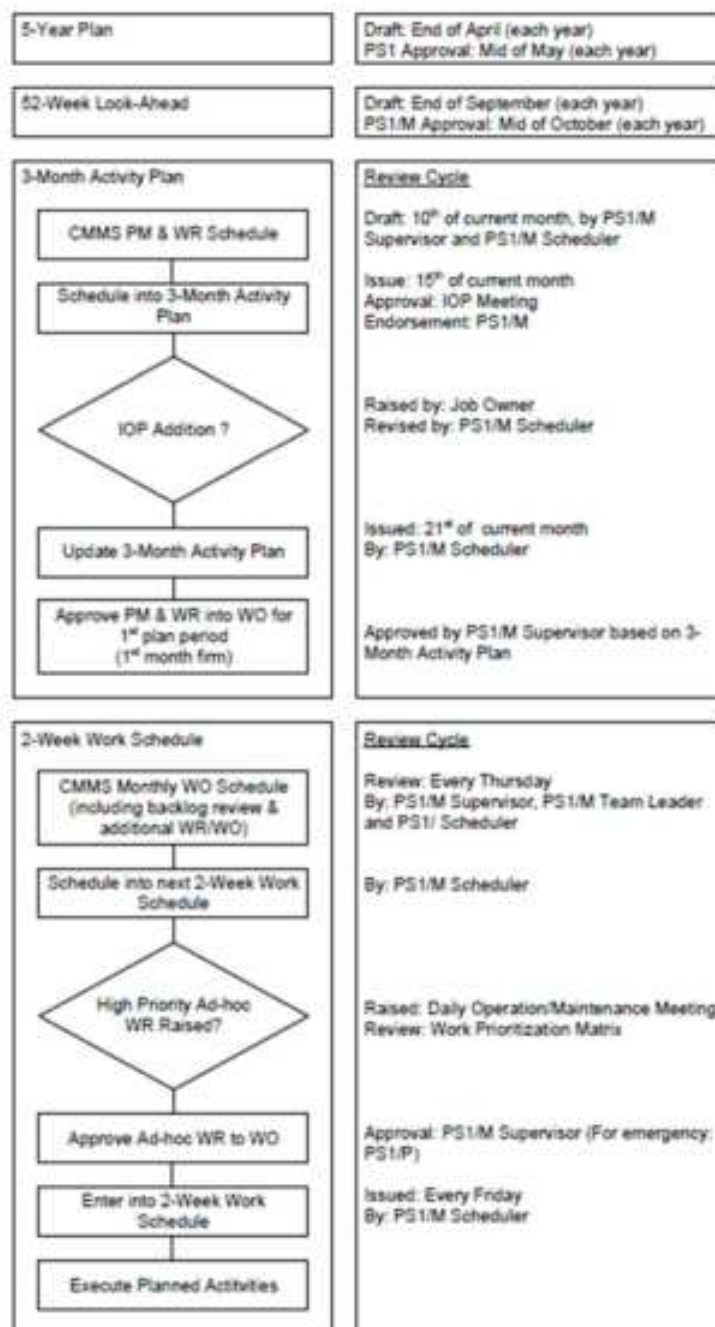 5-Year Plan
Draft: End of April (each year)
PS1 Approval: Mid of May (each year)
52-Week Look-Ahead
Draft: End of September (each year)
PS1/M Approval: Mid of October (each year)
3-Month Activity Plan
CMMS PM & WR Schedule
Schedule into 3-Month Activity
Plan
IOP Addition ?
Update 3-Month Activity Plan
Approve PM & WR into WO for
1st plan period
(1st month firm)
Review Cycle
Draft: 10th of current month, by PS1/M
Supervisor and PS1/M Scheduler
Issue: 15th of current month
Approval: IOP Meeting
Endorsement: PS1/M
Raised by: Job Owner
Revised by: PS1/M Scheduler
Issued: 21st of current month
By: PS1/M Scheduler
Approved by PS1/M Supervisor based on 3-
Month Activity Plan
2-Week Work Schedule
CMMS Monthly WO Schedule
(including backlog review &
additional WR/WO)
Schedule into next 2-Week Work
Schedule
High Priority Ad-hoc
WR Raised?
Approve Ad-hoc WR to WO
Enter into 2-Week Work
Schedule
Execute Planned Actitvities
Review Cycle
Review: Every Thursday
By: PS1/M Supervisor, PS1/M Team Leader
and PS1/ Scheduler
By: PS1/M Scheduler
Raised: Daily Operation/Maintenance Meeting
Review: Work Prioritization Matrix
Approval: PS1/M Supervisor (For emergency:
PS1/P)
Issued: Every Friday
By: PS1/M Scheduler